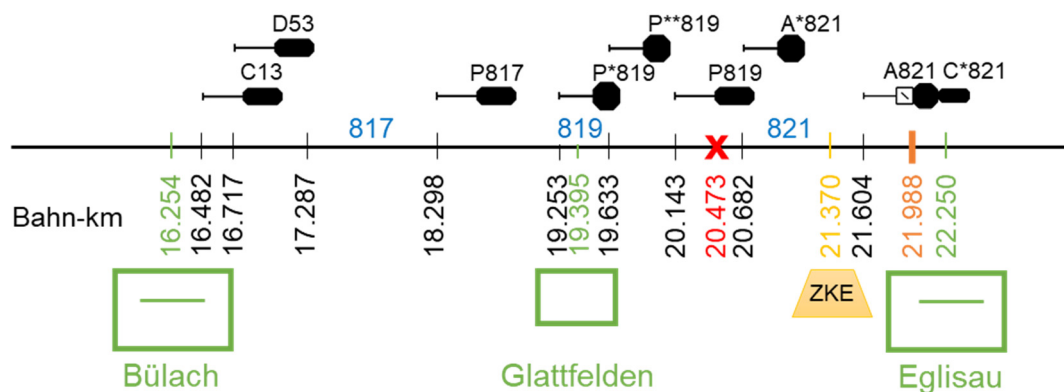 D53
P**819
A*821
C13
P817
P*819
P819
A821
C*821
817
819
821
Bahn-km
16.254
16.482
16.717
17.287
18.298
19.253
19.395
19.633
20.143
20.473
20.682
21.370
21.604
21.988
22.250
ZKE
Bülach
Glattfelden
Eglisau